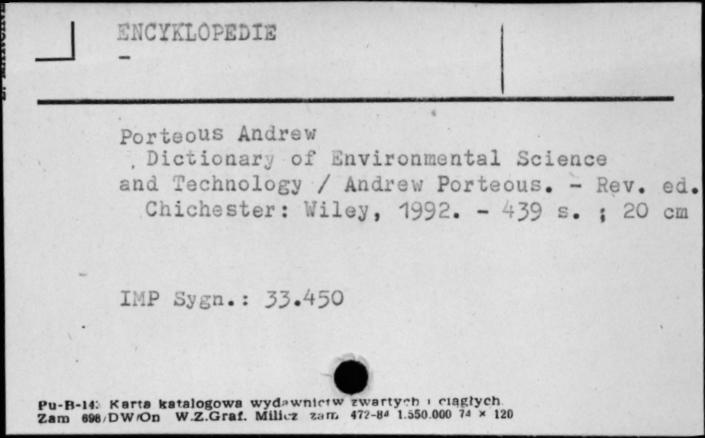 ENCYKLOPEDIE
-
Porteous Andrew
Dictionary of Environmental Science
and Technology / Andrew Porteous. - Rev. ed.
Chichester: Wiley, 1992. - 439 s. ; 20 cm
IMP Sygn.: 33.450
Pu-B-14: Karta katalogowa wydawnictw zwartych i ciągłych.
Zam 698/DW/On W.Z.Graf. Milicz zam. 472-84 1.550.000 74 × 120